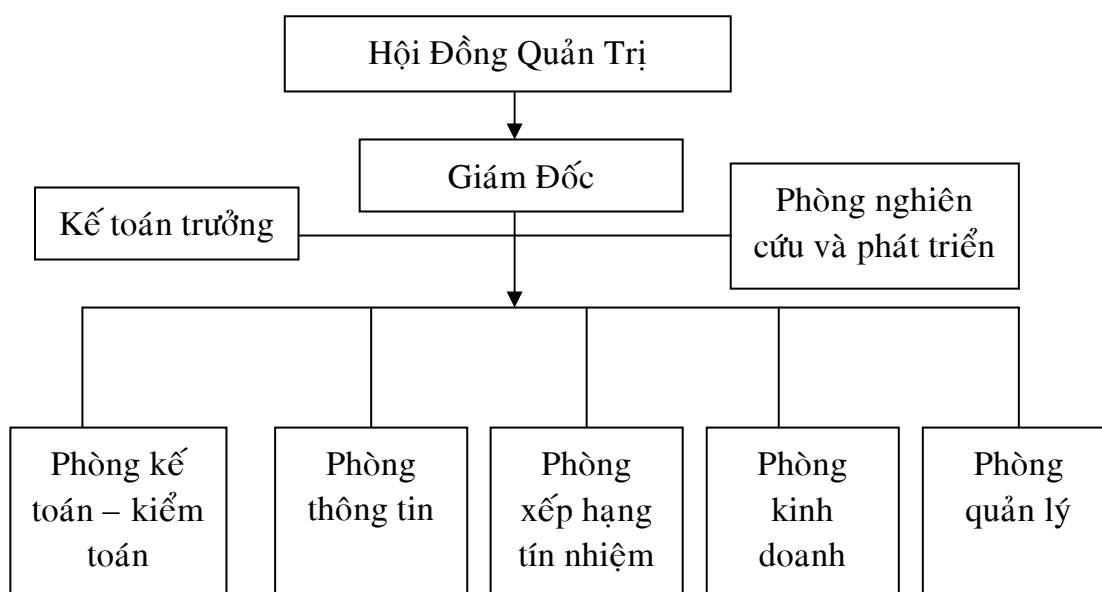 Hội Đồng Quản Trị
Giám Đốc
Kế toán trưởng
Phòng nghiên
cứu và phát triển
Phòng kế
toán – kiểm
toán
Phòng
thông tin
Phòng
xếp hạng
tín nhiệm
Phòng
kinh
doanh
Phòng
quản lý